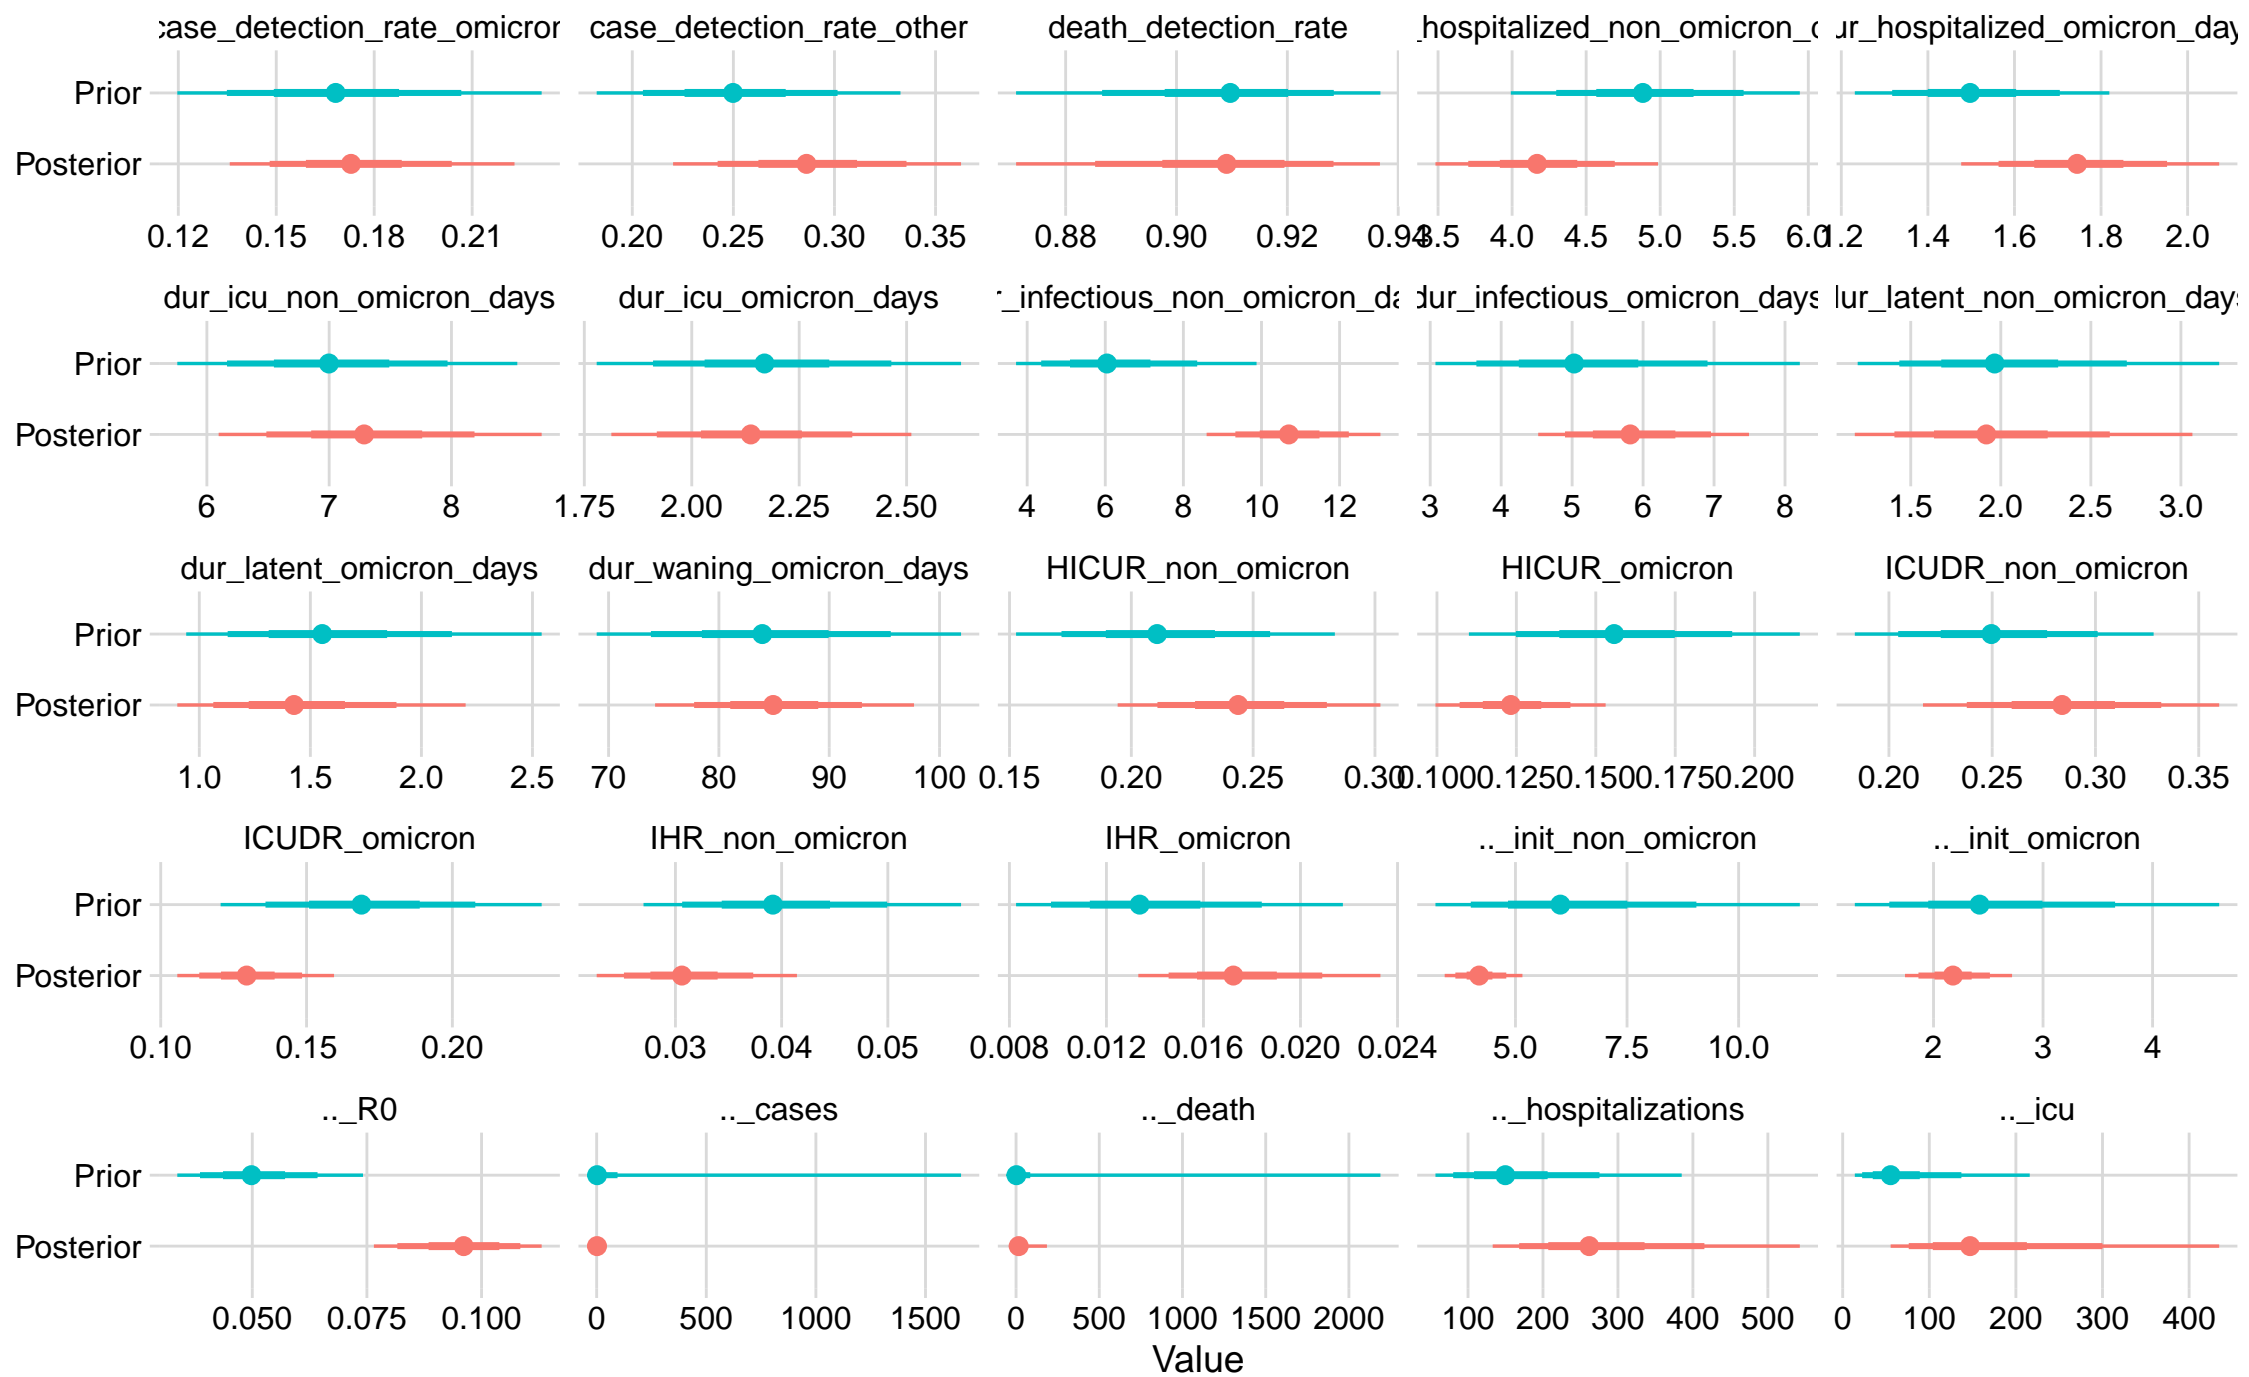 case_detection_rate_omicron case_detection_rate_other death_detection_rate _hospitalized_non_omicron_d ur_hospitalized_omicron_day
Prior
Posterior
0.12 0.15 0.18 0.21 0.20 0.25 0.30 0.35 0.88 0.90 0.92 0.94 3.5 4.0 4.5 5.0 5.5 6.0 1.2 1.4 1.6 1.8 2.0
dur_icu_non_omicron_days dur_icu_omicron_days r_infectious_non_omicron_da dur_infectious_omicron_days dur_latent_non_omicron_days
Prior
Posterior
6 7 8 1.75 2.00 2.25 2.50 4 6 8 10 12 3 4 5 6 7 8 1.5 2.0 2.5 3.0
dur_latent_omicron_days dur_waning_omicron_days HICUR_non_omicron HICUR_omicron ICUDR_non_omicron
Prior
Posterior
1.0 1.5 2.0 2.5 70 80 90 100 0.15 0.20 0.25 0.30 0.100 0.125 0.150 0.175 0.200 0.20 0.25 0.30 0.35
ICUDR_omicron IHR_non_omicron IHR_omicron .._init_non_omicron .._init_omicron
Prior
Posterior
0.10 0.15 0.20 0.03 0.04 0.05 0.008 0.012 0.016 0.020 0.024 5.0 7.5 10.0 2 3 4
.._R0 .._cases .._death .._hospitalizations .._icu
Prior
Posterior
0.050 0.075 0.100 0 500 1000 1500 0 500 1000 1500 2000 100 200 300 400 500 0 100 200 300 400
Value